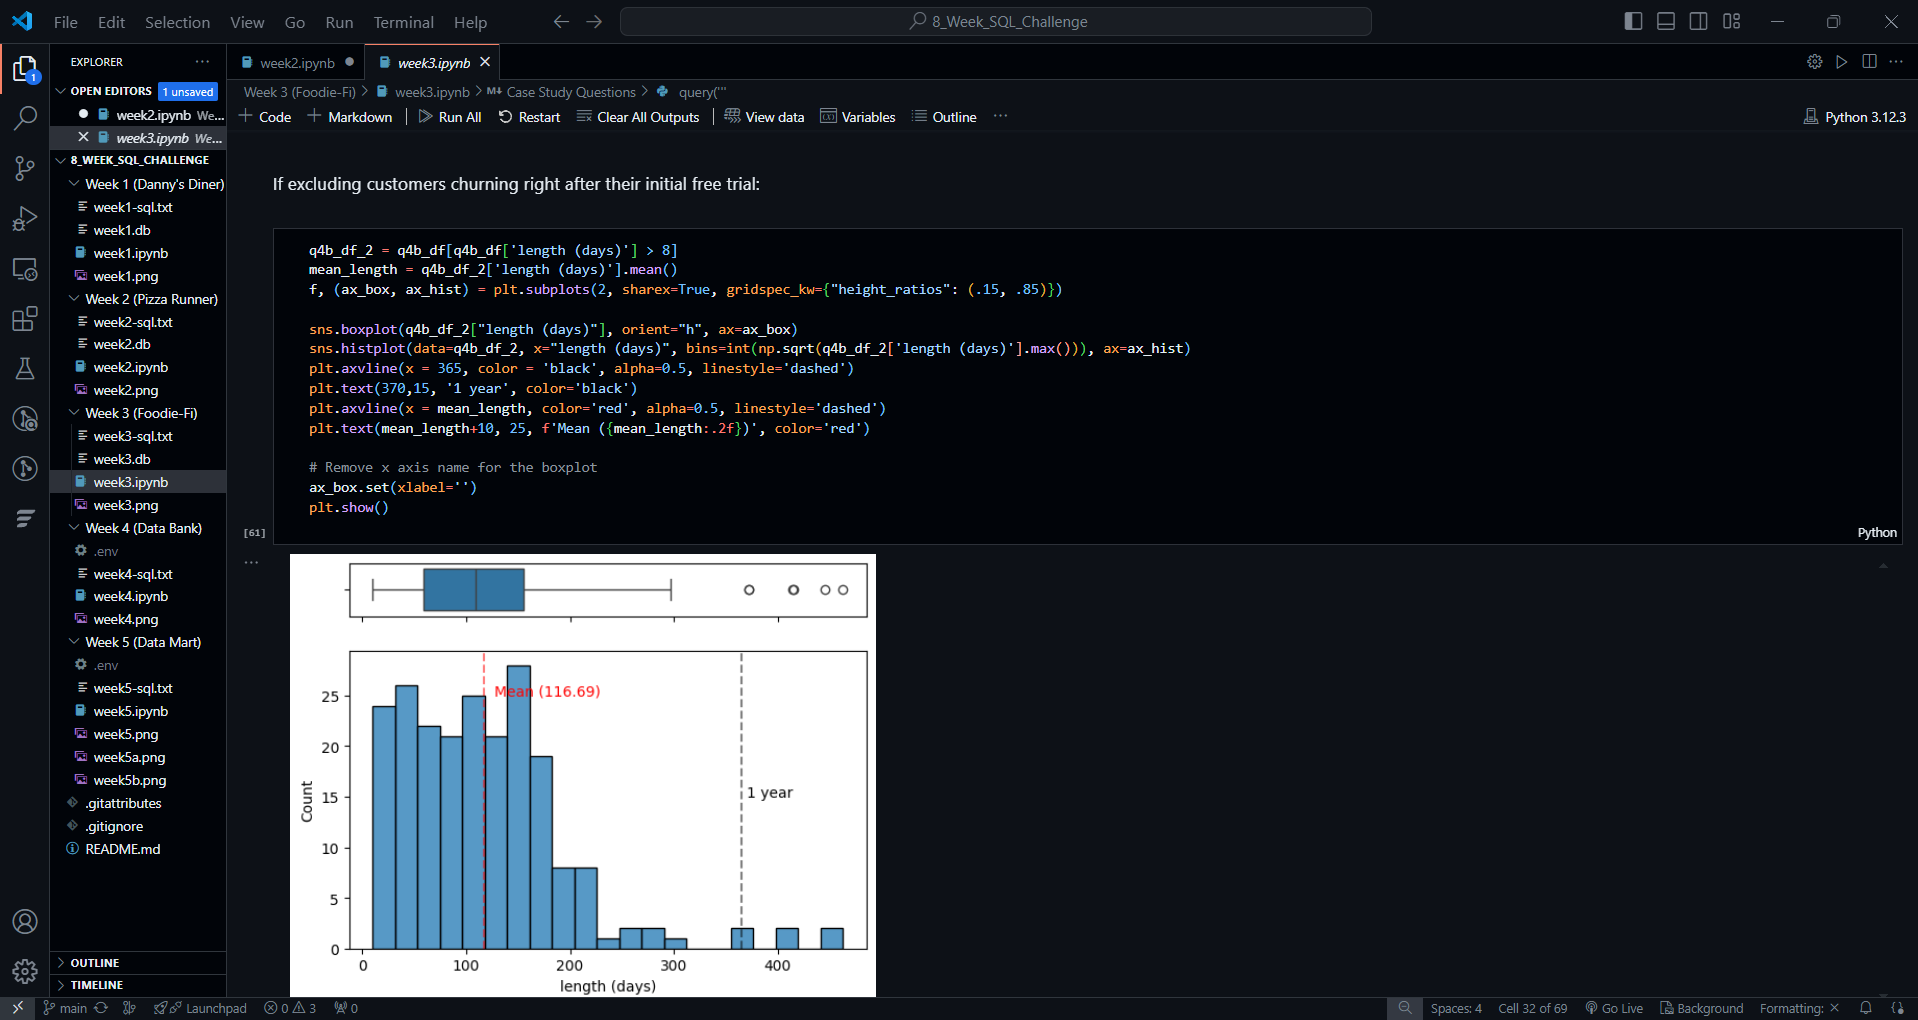 File Edit Selection View Go Run Terminal Help
8_Week_SQL_Challenge
1
EXPLORER
OPEN EDITORS 1 unsaved
week2.ipynb We...
week3.ipynb We...
8_WEEK_SQL_CHALLENGE
Week 1 (Danny's Diner)
week1-sql.txt
week1.db
week1.ipynb
week1.png
Week 2 (Pizza Runner)
week2-sql.txt
week2.db
week2.ipynb
week2.png
Week 3 (Foodie-Fi)
week3-sql.txt
week3.db
week3.ipynb
week3.png
Week 4 (Data Bank)
.env
week4-sql.txt
week4.ipynb
week4.png
Week 5 (Data Mart)
.env
week5-sql.txt
week5.ipynb
week5.png
week5a.png
week5b.png
.gitattributes
.gitignore
README.md
OUTLINE
TIMELINE
week2.ipynb week3.ipynb
Week 3 (Foodie-Fi) > week3.ipynb > M↓ Case Study Questions > query('''
Code Markdown Run All Restart Clear All Outputs View data Variables Outline ...
Python 3.12.3
If excluding customers churning right after their initial free trial:
q4b_df_2 = q4b_df[q4b_df['length (days)'] > 8]
mean_length = q4b_df_2['length (days)'].mean()
f, (ax_box, ax_hist) = plt.subplots(2, sharex=True, gridspec_kw={"height_ratios": (.15, .85)})
sns.boxplot(q4b_df_2["length (days)"], orient="h", ax=ax_box)
sns.histplot(data=q4b_df_2, x="length (days)", bins=int(np.sqrt(q4b_df_2['length (days)'].max())), ax=ax_hist)
plt.axvline(x = 365, color = 'black', alpha=0.5, linestyle='dashed')
plt.text(370,15, '1 year', color='black')
plt.axvline(x = mean_length, color='red', alpha=0.5, linestyle='dashed')
plt.text(mean_length+10, 25, f'Mean ({mean_length:.2f})', color='red')
# Remove x axis name for the boxplot
ax_box.set(xlabel='')
plt.show()
[61]
Python
Mean (116.69)
1 year
25
20
15
10
5
0
Count
0 100 200 300 400
length (days)
main Launchpad 0 3 0
Spaces: 4 Cell 32 of 69 Go Live Background Formatting: ×